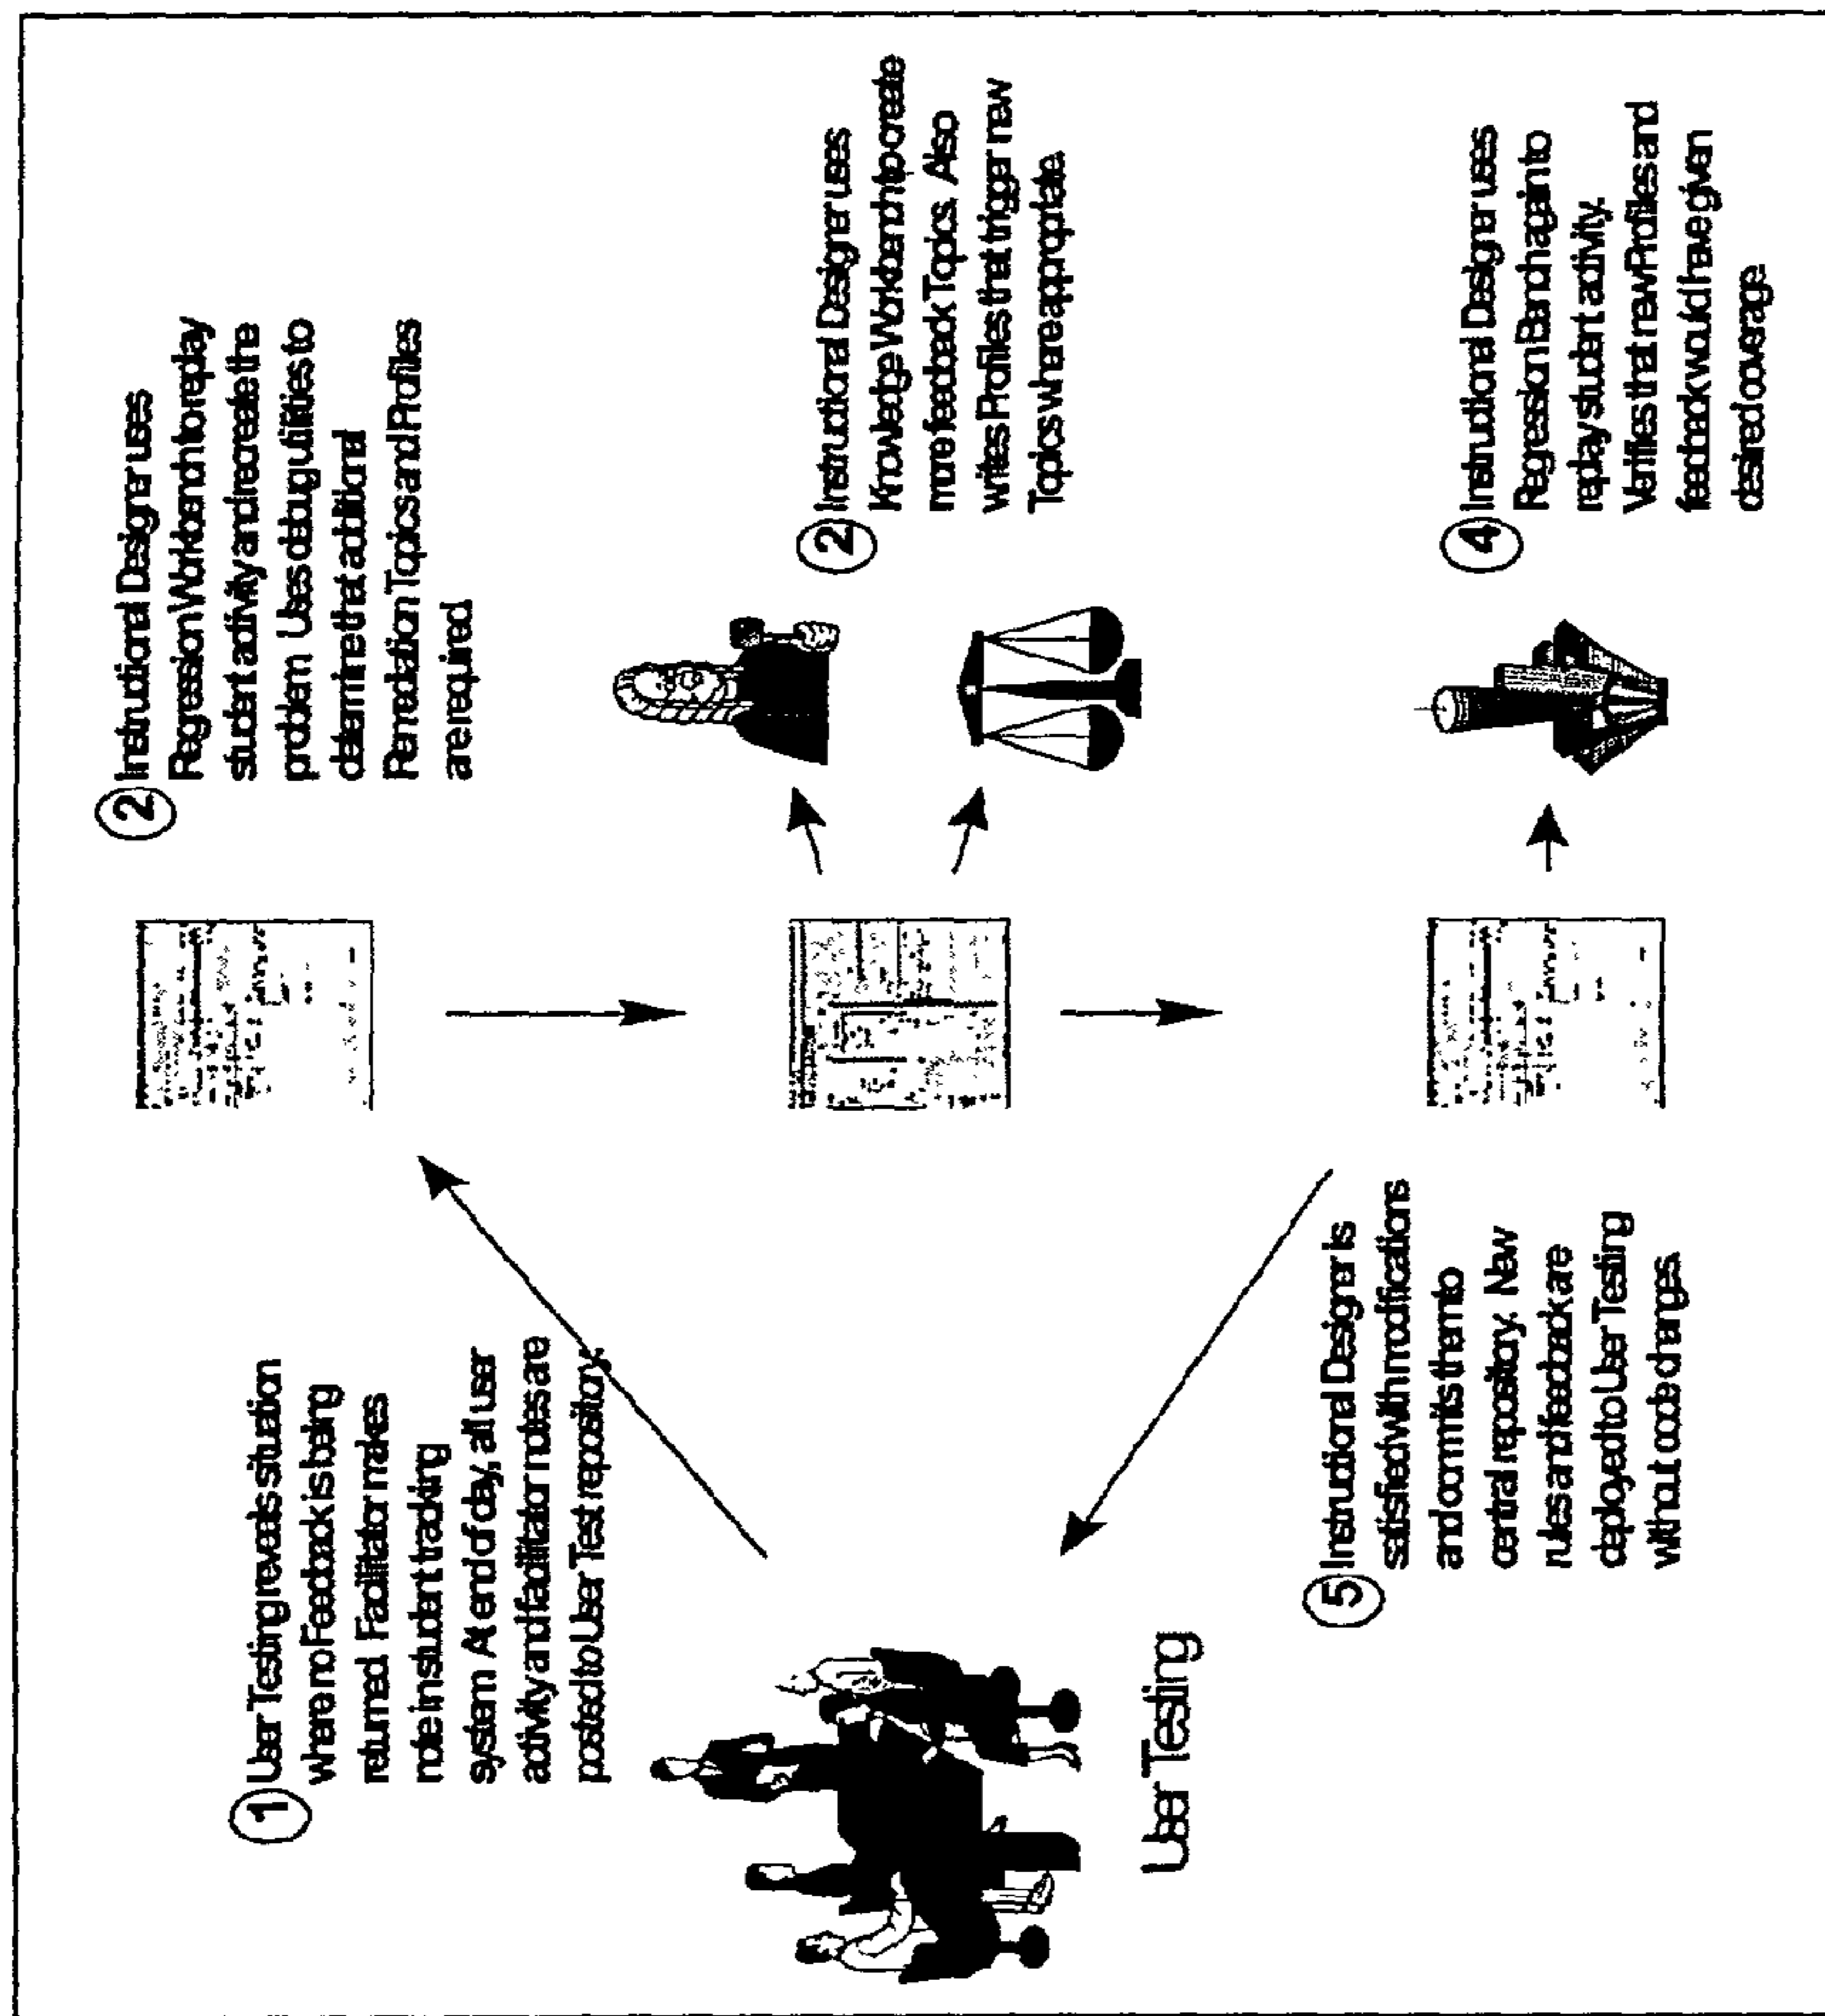 ① User Testing reveals situation
where no Feedback is being
returned. Facilitator makes
note in student tracking
system. At end of day, all user
activity and facilitator notes are
posted to User Test repository.
② Instructional Designer uses
Regression Workbench to replay
student activity and recreate the
problem. Uses debug utilities to
determine that additional
Remediation Topics and Profiles
are required.
② Instructional Designer uses
Knowledge Workbench to create
more feedback Topics. Also
writes Profiles that trigger new
Topics where appropriate.
④ Instructional Designer uses
Regression Bench again to
replay student activity.
Verifies that new Profiles and
feedback would have given
desired coverage.
⑤ Instructional Designer is
satisfied with modifications
and commits them to
central repository. New
rules and feedback are
deployed to User Testing
without code changes.
User Testing